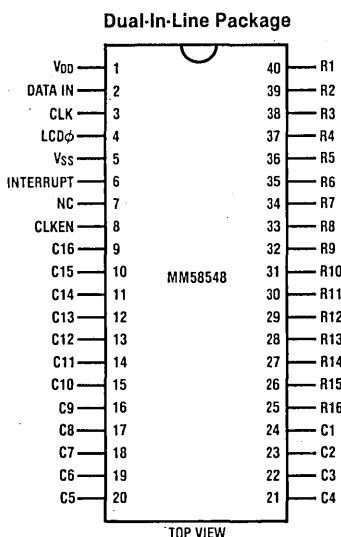 Dual-In-Line Package
VDD 1 40 R1
DATA IN 2 39 R2
CLK 3 38 R3
LCDϕ 4 37 R4
VSS 5 36 R5
INTERRUPT 6 35 R6
NC 7 34 R7
CLKEN 8 33 R8
C16 9 32 R9
C15 10 31 R10
MM58548
C14 11 30 R11
C13 12 29 R12
C12 13 28 R13
C11 14 27 R14
C10 15 26 R15
C9 16 25 R16
C8 17 24 C1
C7 18 23 C2
C6 19 22 C3
C5 20 21 C4
TOP VIEW